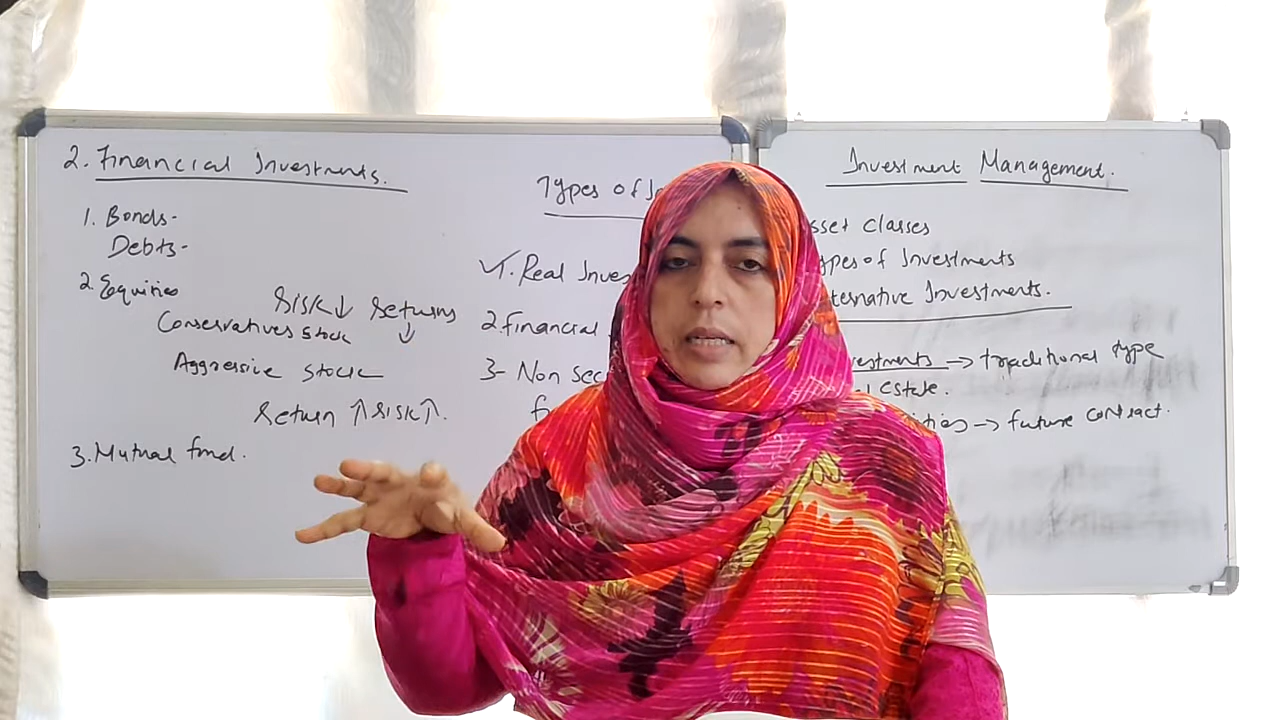 2. Financial Investments.
1. Bonds-
Debts-
2. Equities
Risk↓ Returns
↓
Conservatives stock
Aggressive stock
Return ↑ Risk↑.
3. Mutual fund.
Types of
1. Real Inves
2. Financial
3- Non Sec
Investment Management.
sset Classes
ypes of Investments
ternative Investments.
vestments → traditional type
l estate.
ities → future contract.